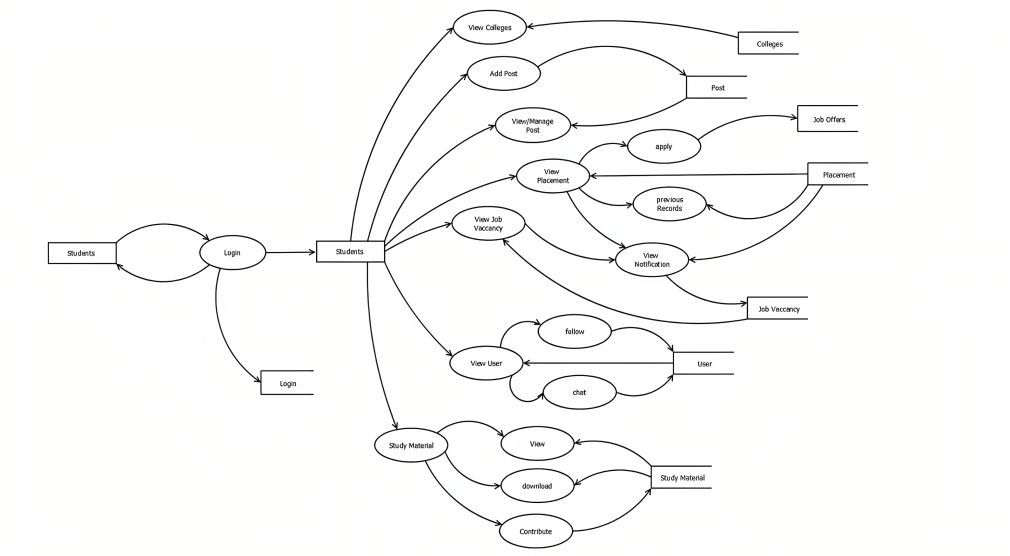 View Colleges
Colleges
Add Post
Post
View/Manage
Post
Job Offers
apply
View
Placement
Placement
previous
Records
View Job
Vaccancy
Students
Login
Students
View
Notification
Job Vaccancy
follow
View User
User
Login
chat
Study Material
View
Study Material
download
Contribute